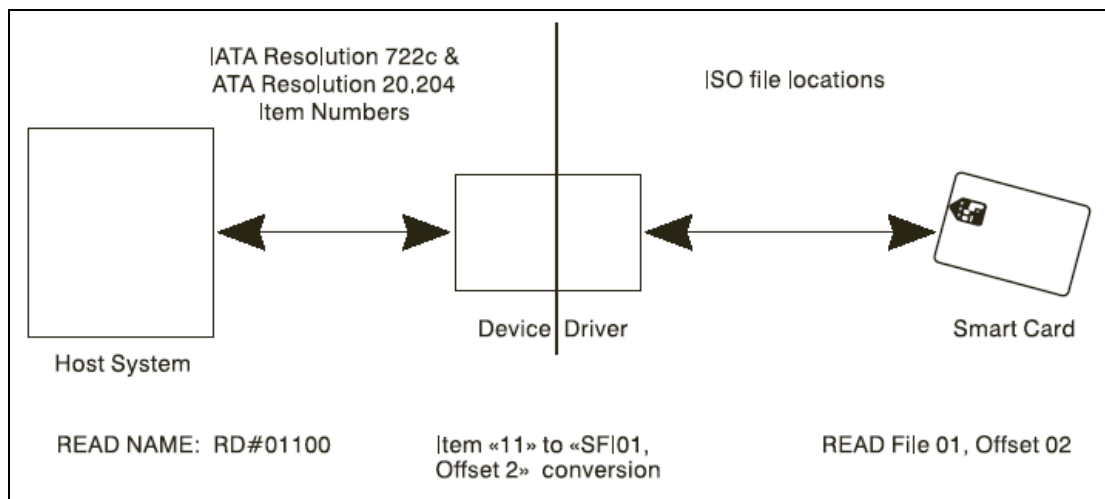 IATA Resolution 722c &
ATA Resolution 20.204
Item Numbers
ISO file locations
Device Driver
Smart Card
Host System
READ NAME: RD#01100
Item «11» to «SFI01,
Offset 2» conversion
READ File 01, Offset 02